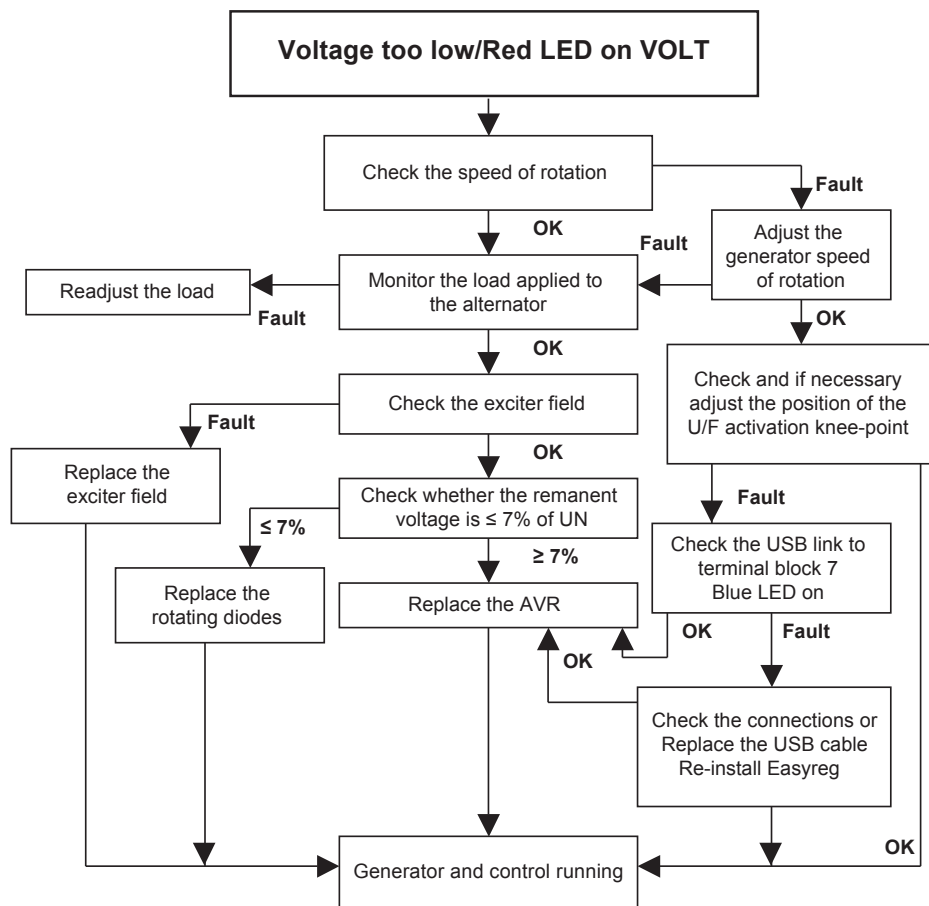 Voltage too low/Red LED on VOLT
Check the speed of rotation
Fault
OK
Adjust the
generator speed
of rotation
Fault
Monitor the load applied to
the alternator
Readjust the load
Fault
OK
OK
Check and if necessary
adjust the position of the
U/F activation knee-point
Check the exciter field
Fault
OK
Replace the
exciter field
Check whether the remanent
voltage is ≤ 7% of UN
Fault
≤ 7%
≥ 7%
Check the USB link to
terminal block 7
Blue LED on
Replace the
rotating diodes
Replace the AVR
OK
Fault
OK
Check the connections or
Replace the USB cable
Re-install Easyreg
OK
Generator and control running